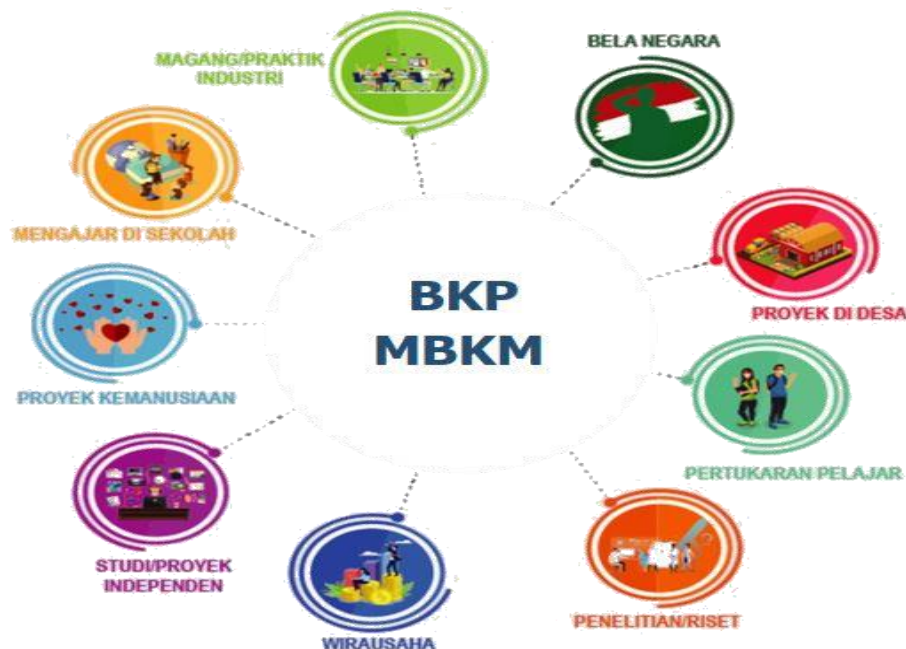 MAGANG/PRAKTIK
INDUSTRI
BELA NEGARA
MENGAJAR DI SEKOLAH
PROYEK DI DESA
BKP
MBKM
PROYEK KEMANUSIAAN
PERTUKARAN PELAJAR
STUDI/PROYEK
INDEPENDEN
PENELITIAN/RISET
WIRAUSAHA